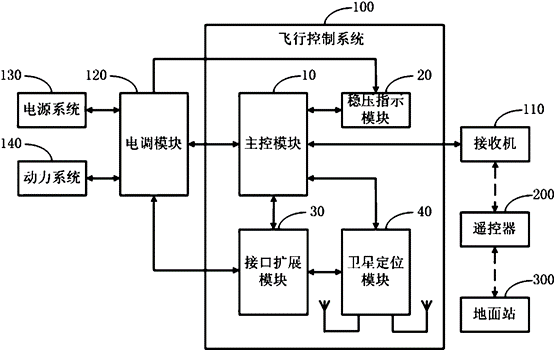 100
飞行控制系统
130
120
10
20
电源系统
电调模块
主控模块
稳压指示
模块
110
接收机
140
动力系统
30
40
200
接口扩展
模块
卫星定位
模块
遥控器
300
地面站